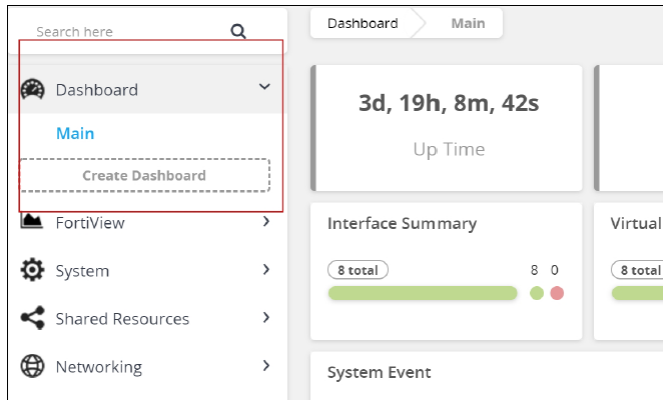 Search here
Dashboard
Main
Create Dashboard
FortiView
System
Shared Resources
Networking
Dashboard Main
3d, 19h, 8m, 42s
Up Time
Interface Summary
8 total 8 0
Virtual
8 total
System Event